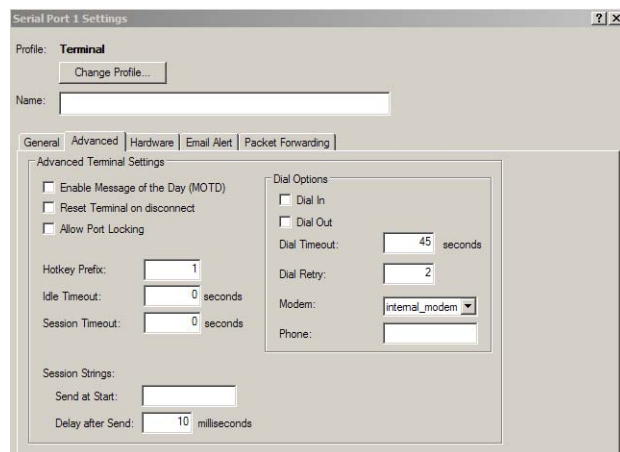 Serial Port 1 Settings
Profile: Terminal
Change Profile...
Name:
General Advanced Hardware Email Alert Packet Forwarding
Advanced Terminal Settings
Enable Message of the Day (MOTD)
Reset Terminal on disconnect
Allow Port Locking
Hotkey Prefix: 1
Idle Timeout: 0 seconds
Session Timeout: 0 seconds
Dial Options
Dial In
Dial Out
Dial Timeout: 45 seconds
Dial Retry: 2
Modem: internal_modem
Phone:
Session Strings:
Send at Start:
Delay after Send: 10 milliseconds